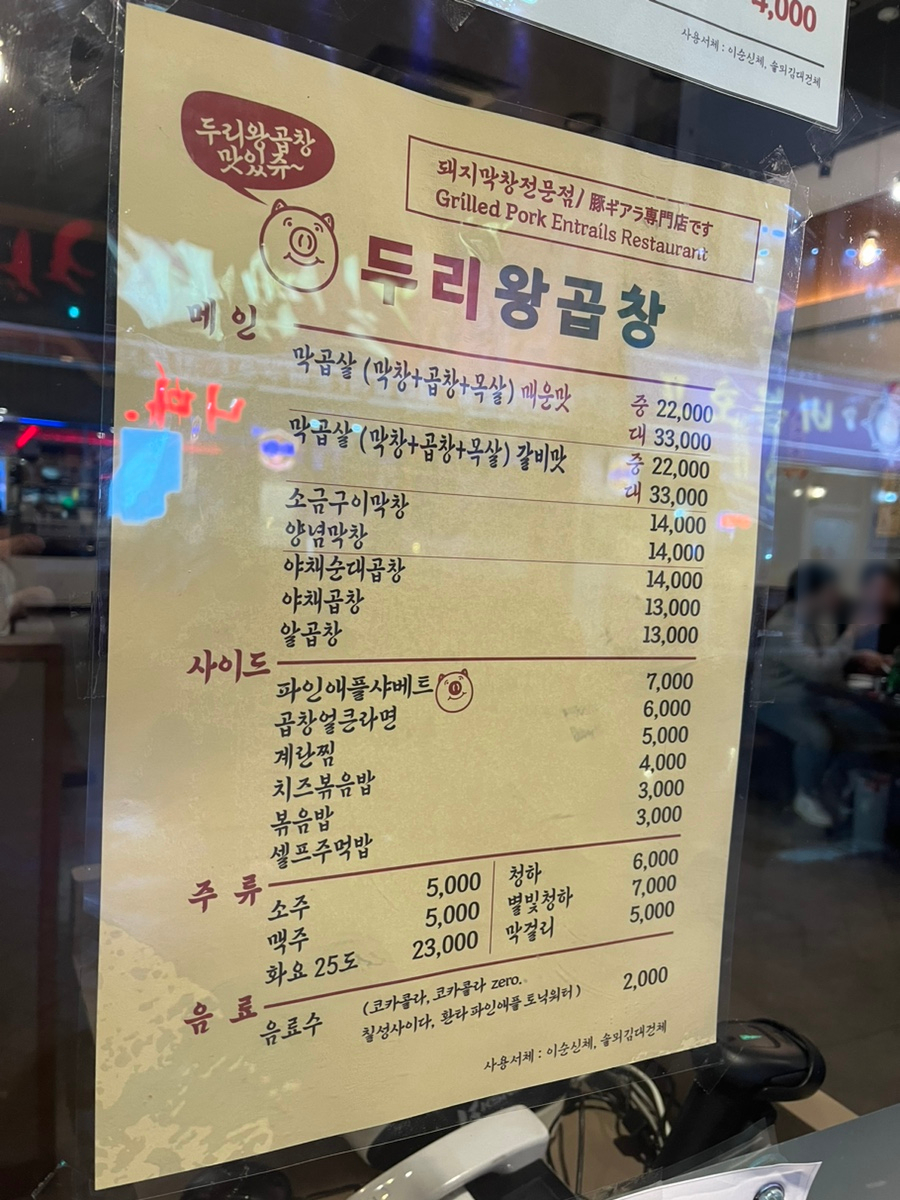 4,000
사용서체 : 이순신체, 솔뫼김대건체
두리왕곱창
맛있쥬~
돼지막창전문점/ 豚ギアラ専門店です
Grilled Pork Entrails Restaurant
두리왕곱창
메인
막곱살 (막창+곱창+목살) 매운맛 중 22,000
대 33,000
막곱살 (막창+곱창+목살) 갈비맛 중 22,000
대 33,000
소금구이막창 14,000
양념막창 14,000
야채순대곱창 14,000
야채곱창 13,000
알곱창 13,000
사이드
파인애플샤베트 7,000
곱창얼큰라면 6,000
계란찜 5,000
치즈볶음밥 4,000
볶음밥 3,000
셀프주먹밥 3,000
주류
소주 5,000
맥주 5,000
화요 25도 23,000
청하 6,000
별빛청하 7,000
막걸리 5,000
음료
음료수 (코카콜라, 코카콜라 zero. 2,000
칠성사이다, 환타 파인애플 토닉워터)
사용서체 : 이순신체, 솔뫼김대건체